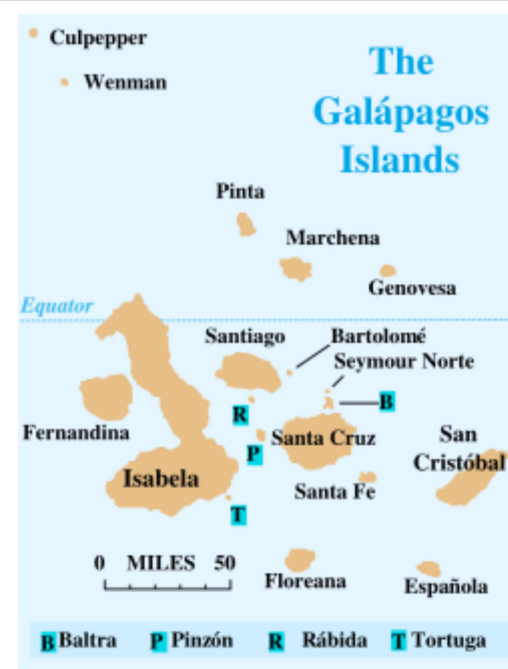 Culpepper
The
Galápagos
Islands
Wenman
Pinta
Marchena
Genovesa
Equator
Santiago
Bartolomé
Seymour Norte
B
R
Fernandina
Santa Cruz
San
Cristóbal
P
Isabela
Santa Fe
T
0 MILES 50
Floreana
Española
B Baltra P Pinzón R Rábida T Tortuga